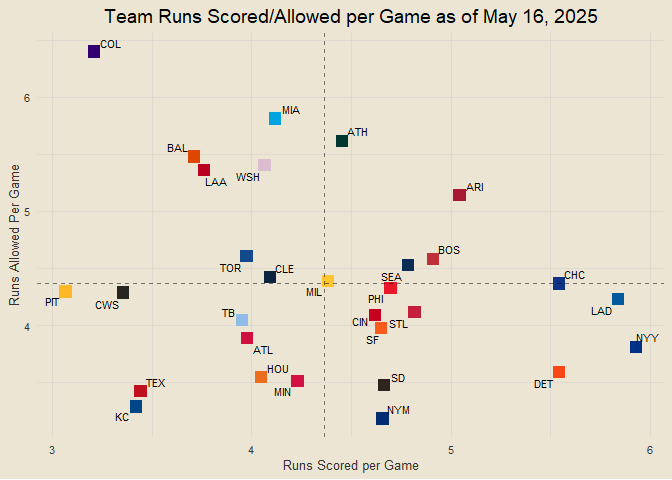 Team Runs Scored/Allowed per Game as of May 16, 2025
COL
6
MIA
ATH
BAL
LAA
WSH
ARI
Runs Allowed Per Game
5
BOS
TOR
CLE
SEA
CHC
MIL
PIT
CWS
PHI
LAD
TB
CIN
STL
4
SF
NYY
ATL
HOU
MIN
SD
DET
TEX
KC
NYM
3
4
5
6
Runs Scored per Game